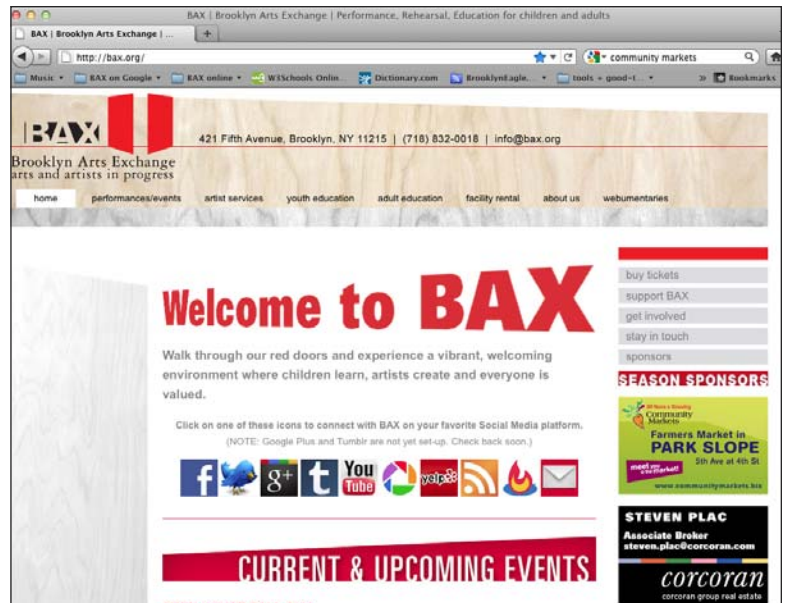 BAX | Brooklyn Arts Exchange | Performance, Rehearsal, Education for children and adults
BAX | Brooklyn Arts Exchange | ...
http://bax.org/
community markets
Music
BAX on Google
BAX online
W3Schools Onlin...
Dictionary.com
BrooklynEagle...
tools + good-t...
» Bookmarks
BAX
421 Fifth Avenue, Brooklyn, NY 11215 | (718) 832-0018 | info@bax.org
Brooklyn Arts Exchange
arts and artists in progress
home performances/events artist services youth education adult education facility rental about us webumentaries
Welcome to BAX
Walk through our red doors and experience a vibrant, welcoming
environment where children learn, artists create and everyone is
valued.
Click on one of these icons to connect with BAX on your favorite Social Media platform.
(NOTE: Google Plus and Tumblr are not yet set-up. Check back soon.)
f
g+
t
You
Tube
yelp
CURRENT & UPCOMING EVENTS
buy tickets
support BAX
get involved
stay in touch
sponsors
SEASON SPONSORS
Community
Markets
Farmers Market in
PARK SLOPE
5th Ave at 4th St
meet me
market!
www.communitymarkets.biz
STEVEN PLAC
Associate Broker
steven.plac@corcoran.com
corcoran
corcoran group real estate